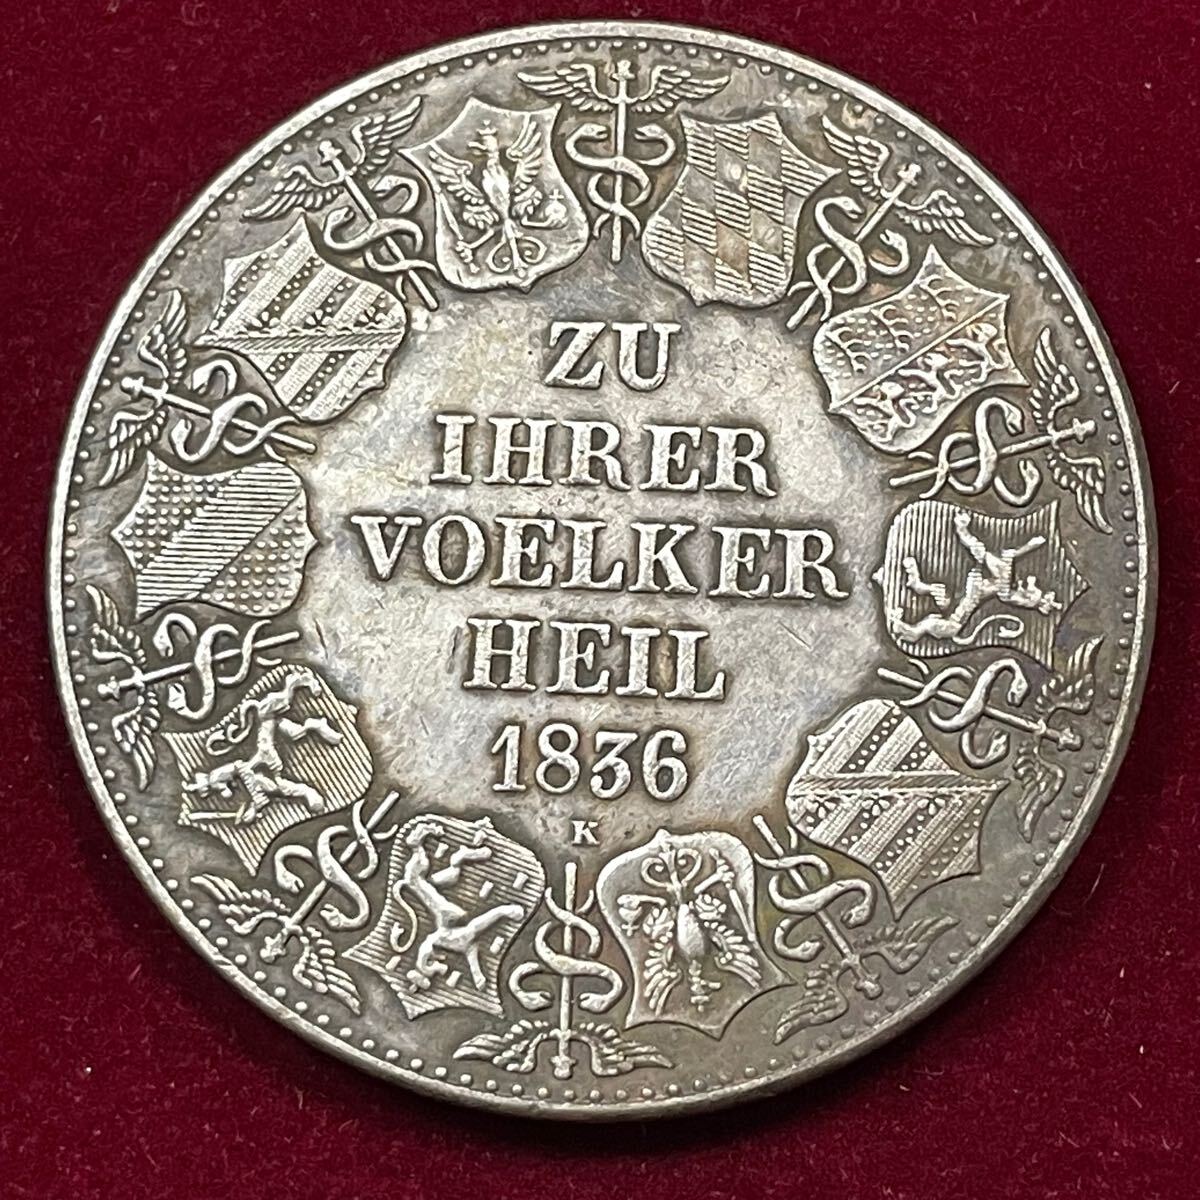 ZU
IHRER
VOELKER
HEIL
1836
K